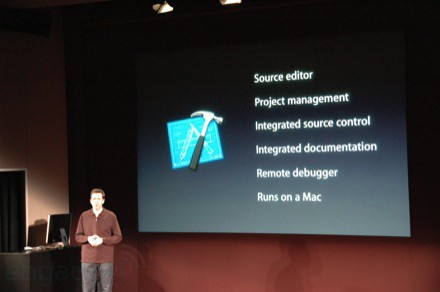 Source editor
Project management
Integrated source control
Integrated documentation
Remote debugger
Runs on a Mac